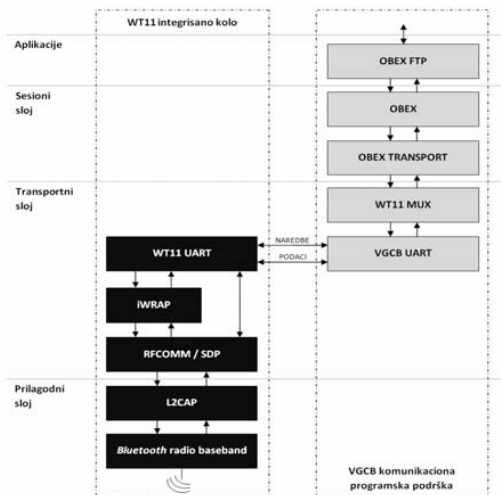 WT11 integrisano kolo
Aplikacije
OBEX FTP
Sesioni
sloj
OBEX
OBEX TRANSPORT
Transportni
sloj
WT11 MUX
WT11 UART
NAREDBE
PODACI
VGCB UART
iWRAP
RFCOMM / SDP
Prilagodni
sloj
L2CAP
Bluetooth radio baseband
VGCB komunikaciona
programska podrška